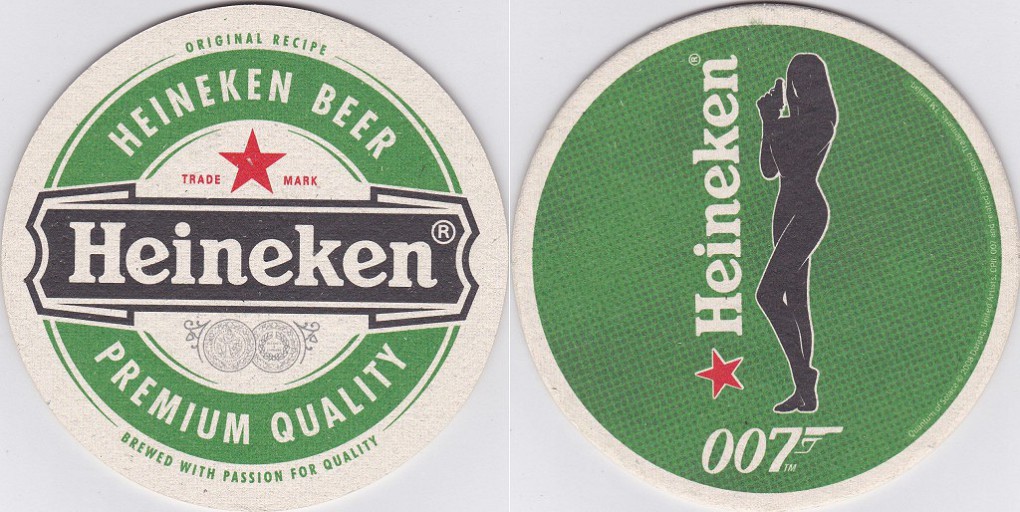 ORIGINAL RECIPE
HEINEKEN BEER
TRADE MARK
Heineken®
PREMIUM QUALITY
BREWED WITH PASSION FOR QUALITY
Heineken®
007™